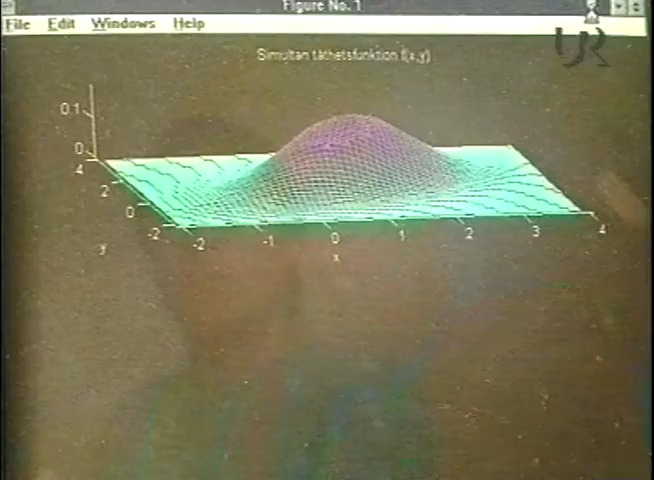 Figure No. 1
File Edit Windows Help
UR
Simultan täthetsfunktion f(x,y)
0.1
0
4
2
0
-2
y
-2 -1 0 1 2 3 4
x